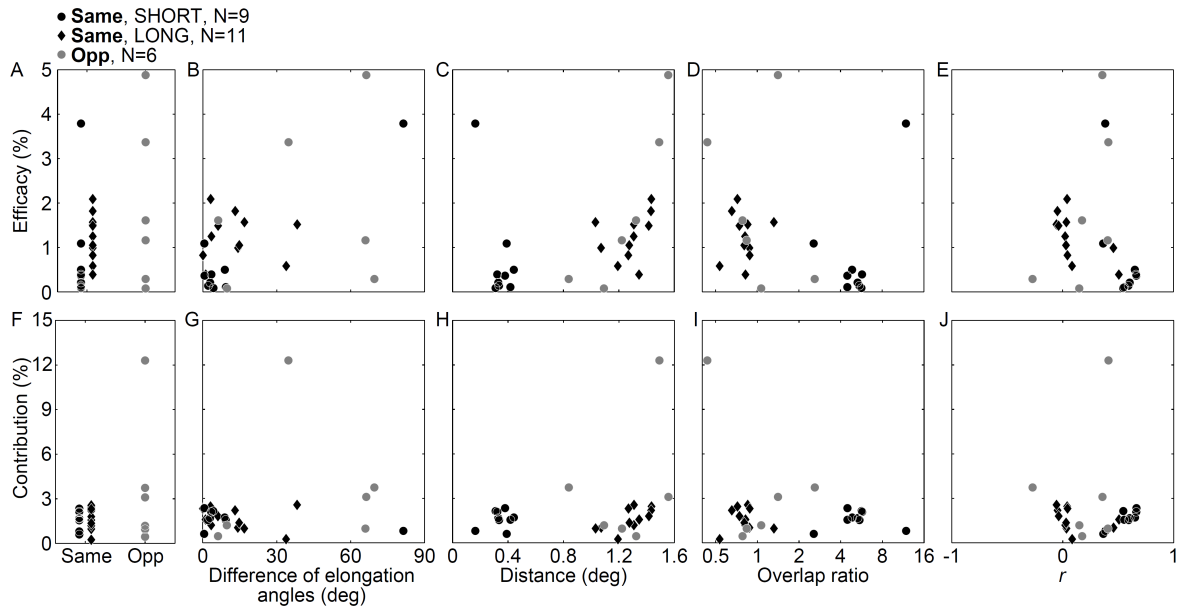 Same, SHORT, N=9
Same, LONG, N=11
Opp, N=6
A B C D E
Efficacy (%)
5
4
3
2
1
0
F G H I J
Contribution (%)
15
12
9
6
3
0
Same Opp 0 30 60 90 0 0.4 0.8 1.2 1.6 0.5 1 2 4 8 16 -1 0 1
Difference of elongation
angles (deg)
Distance (deg)
Overlap ratio
r